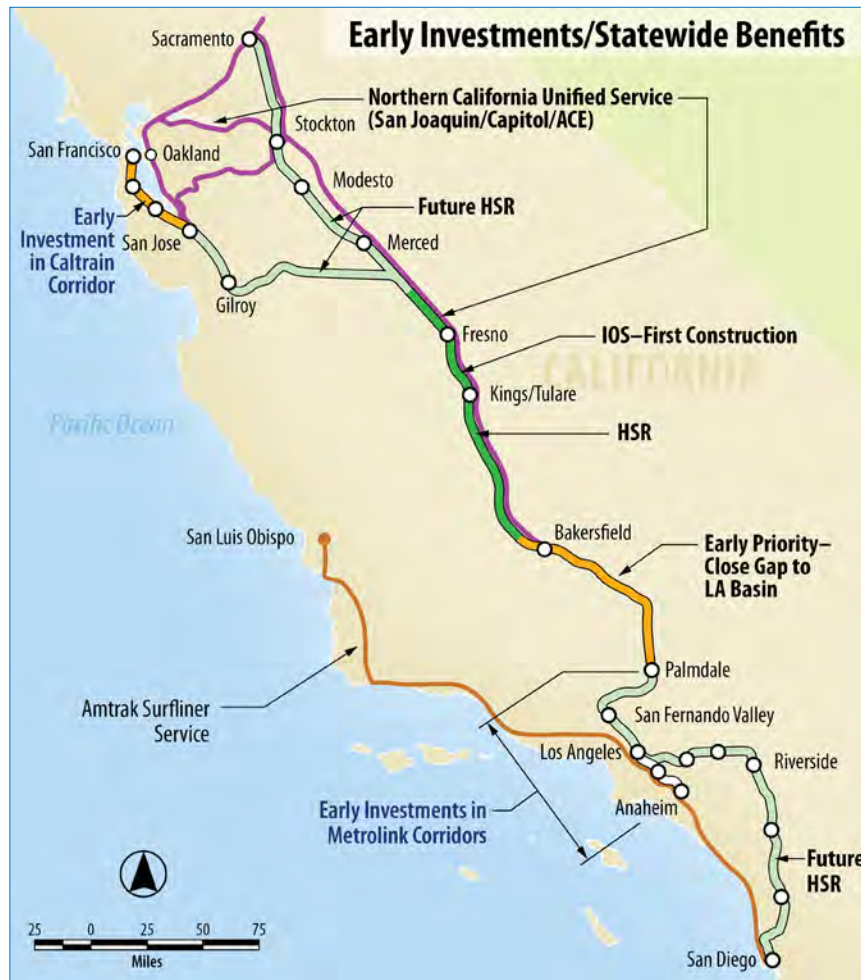 Early Investments/Statewide Benefits
Sacramento
Northern California Unified Service
(San Joaquin/Capitol/ACE)
Stockton
San Francisco
Oakland
Modesto
Early
Investment
in Caltrain
Corridor
Future HSR
San Jose
Merced
Gilroy
Fresno
IOS–First Construction
CALIFORNIA
Kings/Tulare
Pacific Ocean
HSR
San Luis Obispo
Bakersfield
Early Priority–
Close Gap to
LA Basin
Palmdale
Amtrak Surfliner
Service
San Fernando Valley
Los Angeles
Riverside
Early Investments in
Metrolink Corridors
Anaheim
Future
HSR
25 0 25 50 75
Miles
San Diego